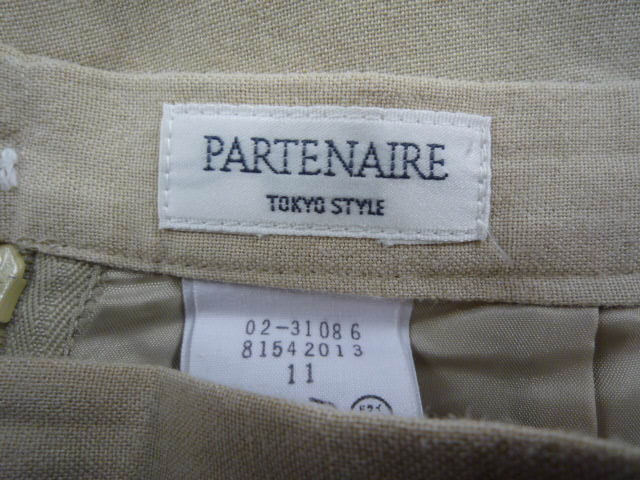 PARTENAIRE
TOKYO STYLE
02-31086
81542013
11